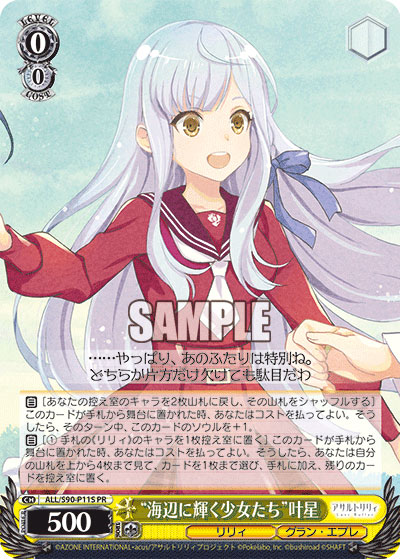 LEVEL
0
0
COST
SAMPLE
……やっぱり、あのふたりは特別ね。
どちらが片方だけ欠けても駄目だわ
自［あなたの控え室のキャラを2枚山札に戻し、その山札をシャッフルする］
このカードが手札から舞台に置かれた時、あなたはコストを払ってよい。そう
したら、そのターン中、このカードのソウルを+1。
自［① 手札の《リリィ》のキャラを1枚控え室に置く］このカードが手札から
舞台に置かれた時、あなたはコストを払ってよい。そうしたら、あなたは自分
の山札を上から4枚まで見て、カードを1枚まで選び、手札に加え、残りのカー
ドを控え室に置く。
CH ALL/S90-P11S PR
500
“海辺に輝く少女たち”叶星
アサルトリリィ
リリィ
グラン・エプレ
©AZONE INTERNATIONAL・acus/アサルトリリィプロジェクト ©Pokelabo, Inc. ©bushiroad ©SHAFT